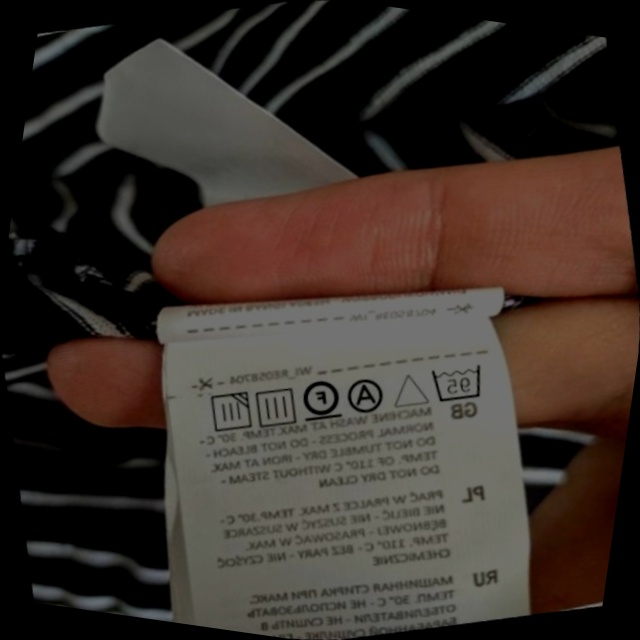 WL_RE058704
95 A F
GB
MACHINE WASH AT MAX.TEMP. 30°C -
NORMAL PROCESS- DO NOT BLEACH -
DO NOT TUMBLE DRY - IRON AT MAX.
TEMP. OF 110°C WITHOUT STEAM -
DO NOT DRY CLEAN
PL
PRAĆ W PRALCE Z MAX. TEMP. 30°C -
NIE BIELIĆ - NIE SUSZYĆ W SUSZARCE
BĘBNOWEJ - PRASOWAĆ W MAX.
TEMP. 110°C - BEZ PARY - NIE CZYŚCIĆ
CHEMICZNIE
RU
МАШИННАЯ СТИРКА ПРИ МАКС.
ТЕМП. 30°C - НЕ ИСПОЛЬЗОВАТЬ
ОТБЕЛИВАТЕЛИ - НЕ СУШИТЬ В
БАРАБАННОЙ